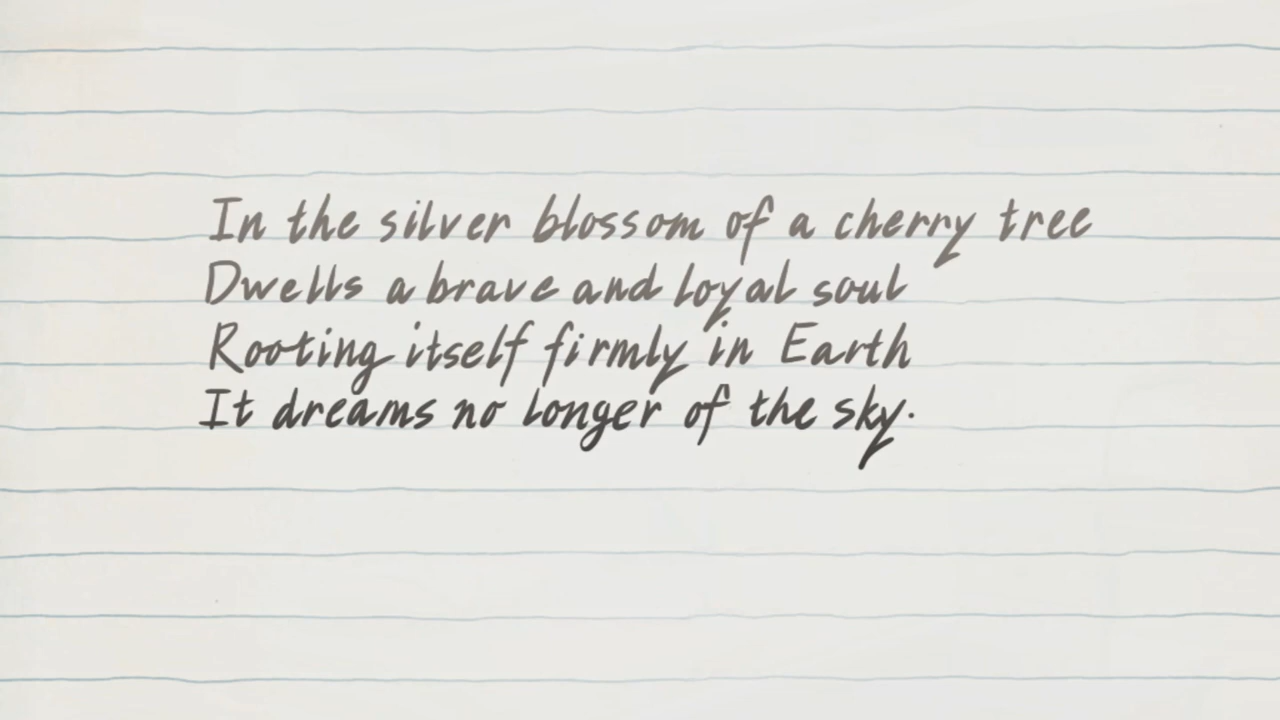 In the silver blossom of a cherry tree
Dwells a brave and loyal soul
Rooting itself firmly in Earth
It dreams no longer of the sky.